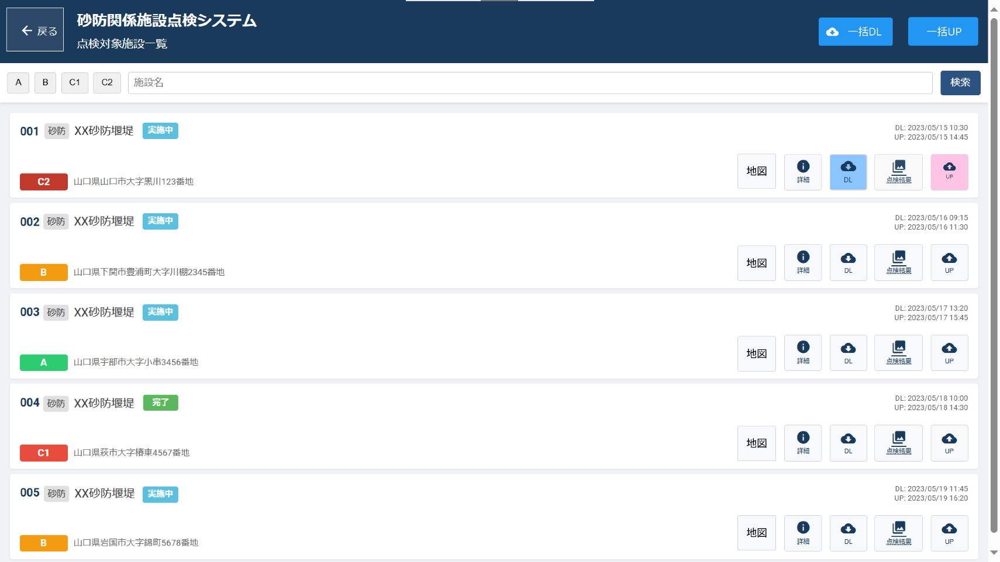 戻る
砂防関係施設点検システム
点検対象施設一覧
一括DL
一括UP
A B C1 C2 施設名 検索
001 砂防 XX砂防堰堤 実施中
DL: 2023/05/15 10:30
UP: 2023/05/15 14:45
C2 山口県山口市大字黒川123番地
地図 詳細 DL 点検結果 UP
002 砂防 XX砂防堰堤 実施中
DL: 2023/05/16 09:15
UP: 2023/05/16 11:30
B 山口県下関市豊浦町大字川棚2345番地
地図 詳細 DL 点検結果 UP
003 砂防 XX砂防堰堤 実施中
DL: 2023/05/17 13:20
UP: 2023/05/17 15:45
A 山口県宇部市大字小串3456番地
地図 詳細 DL 点検結果 UP
004 砂防 XX砂防堰堤 完了
DL: 2023/05/18 10:00
UP: 2023/05/18 14:30
C1 山口県萩市大字椿東4567番地
地図 詳細 DL 点検結果 UP
005 砂防 XX砂防堰堤 実施中
DL: 2023/05/19 11:45
UP: 2023/05/19 16:20
B 山口県岩国市大字錦町5678番地
地図 詳細 DL 点検結果 UP